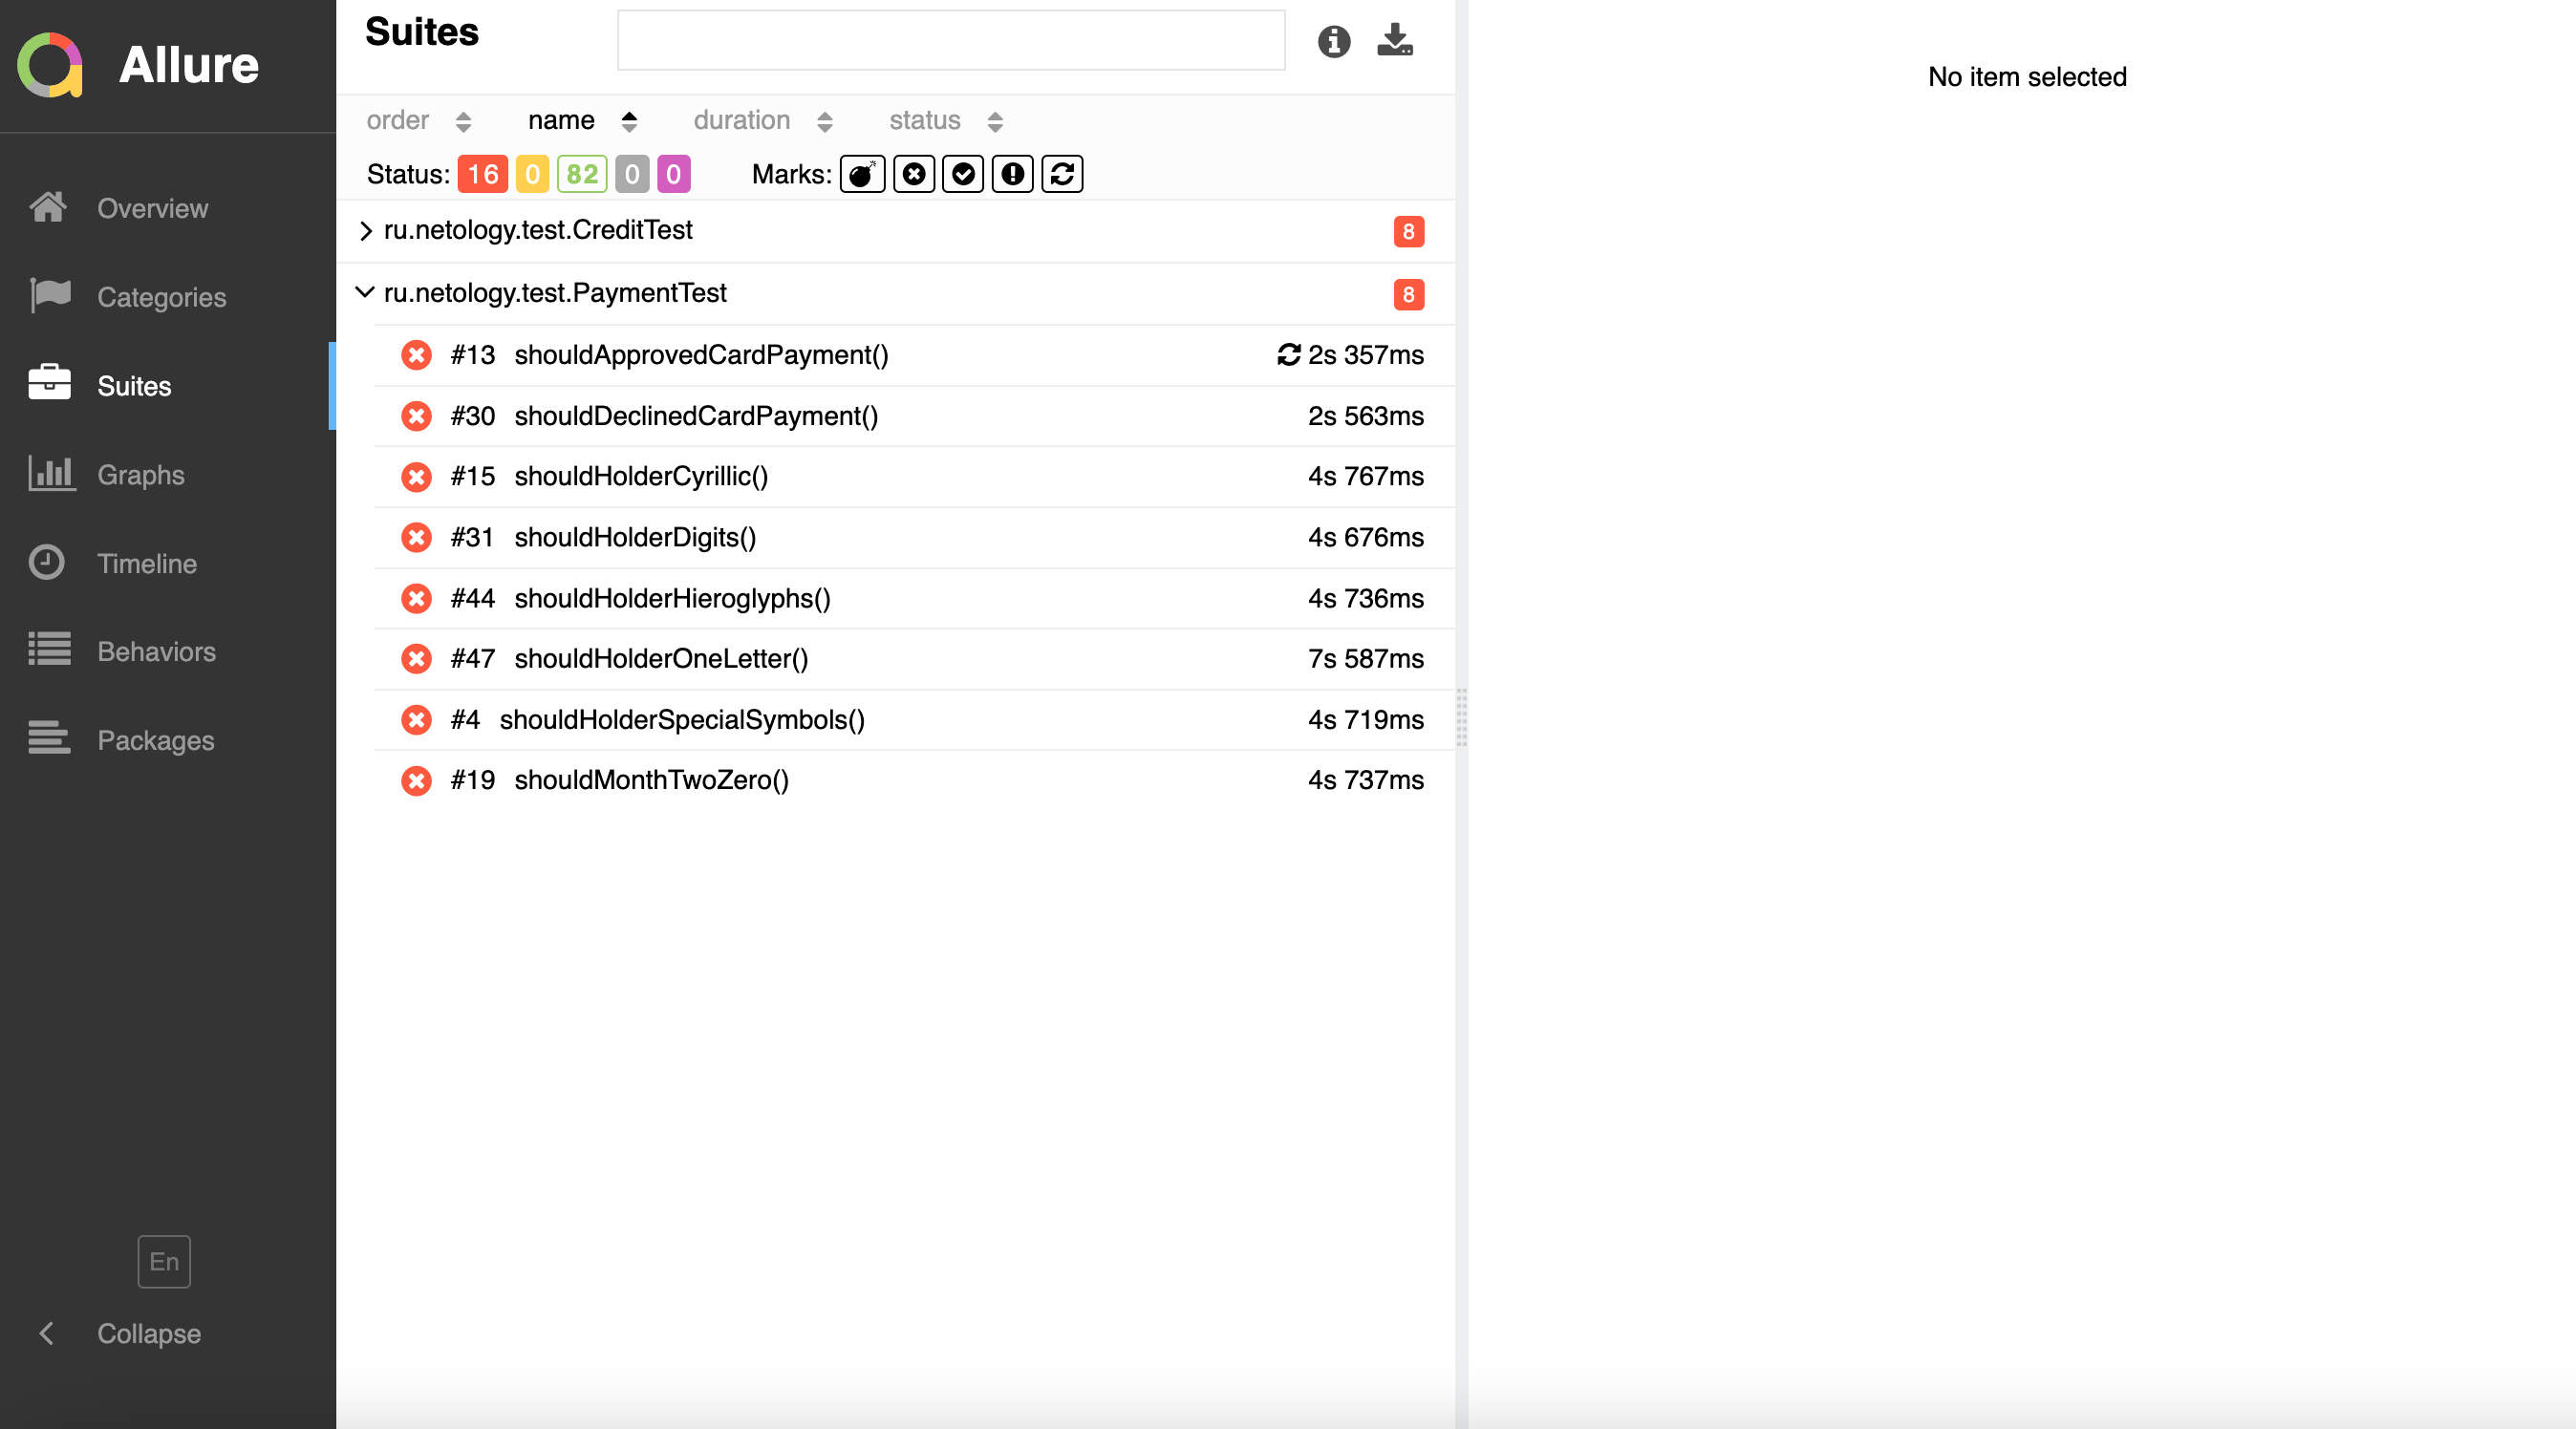 Allure
Overview
Categories
Suites
Graphs
Timeline
Behaviors
Packages
En
Collapse
Suites
order name duration status
Status: 16 0 82 0 0 Marks:
ru.netology.test.CreditTest 8
ru.netology.test.PaymentTest 8
#13 shouldApprovedCardPayment() 2s 357ms
#30 shouldDeclinedCardPayment() 2s 563ms
#15 shouldHolderCyrillic() 4s 767ms
#31 shouldHolderDigits() 4s 676ms
#44 shouldHolderHieroglyphs() 4s 736ms
#47 shouldHolderOneLetter() 7s 587ms
#4 shouldHolderSpecialSymbols() 4s 719ms
#19 shouldMonthTwoZero() 4s 737ms
No item selected